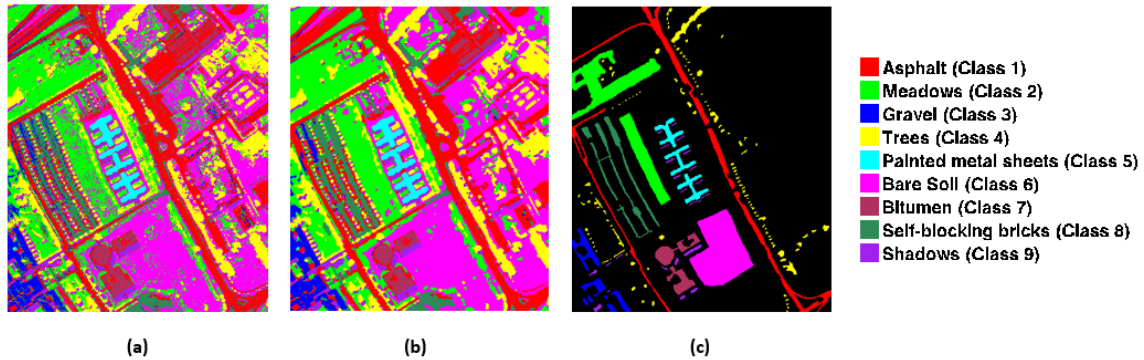 Asphalt (Class 1)
Meadows (Class 2)
Gravel (Class 3)
Trees (Class 4)
Painted metal sheets (Class 5)
Bare Soil (Class 6)
Bitumen (Class 7)
Self-blocking bricks (Class 8)
Shadows (Class 9)
(a) (b) (c)